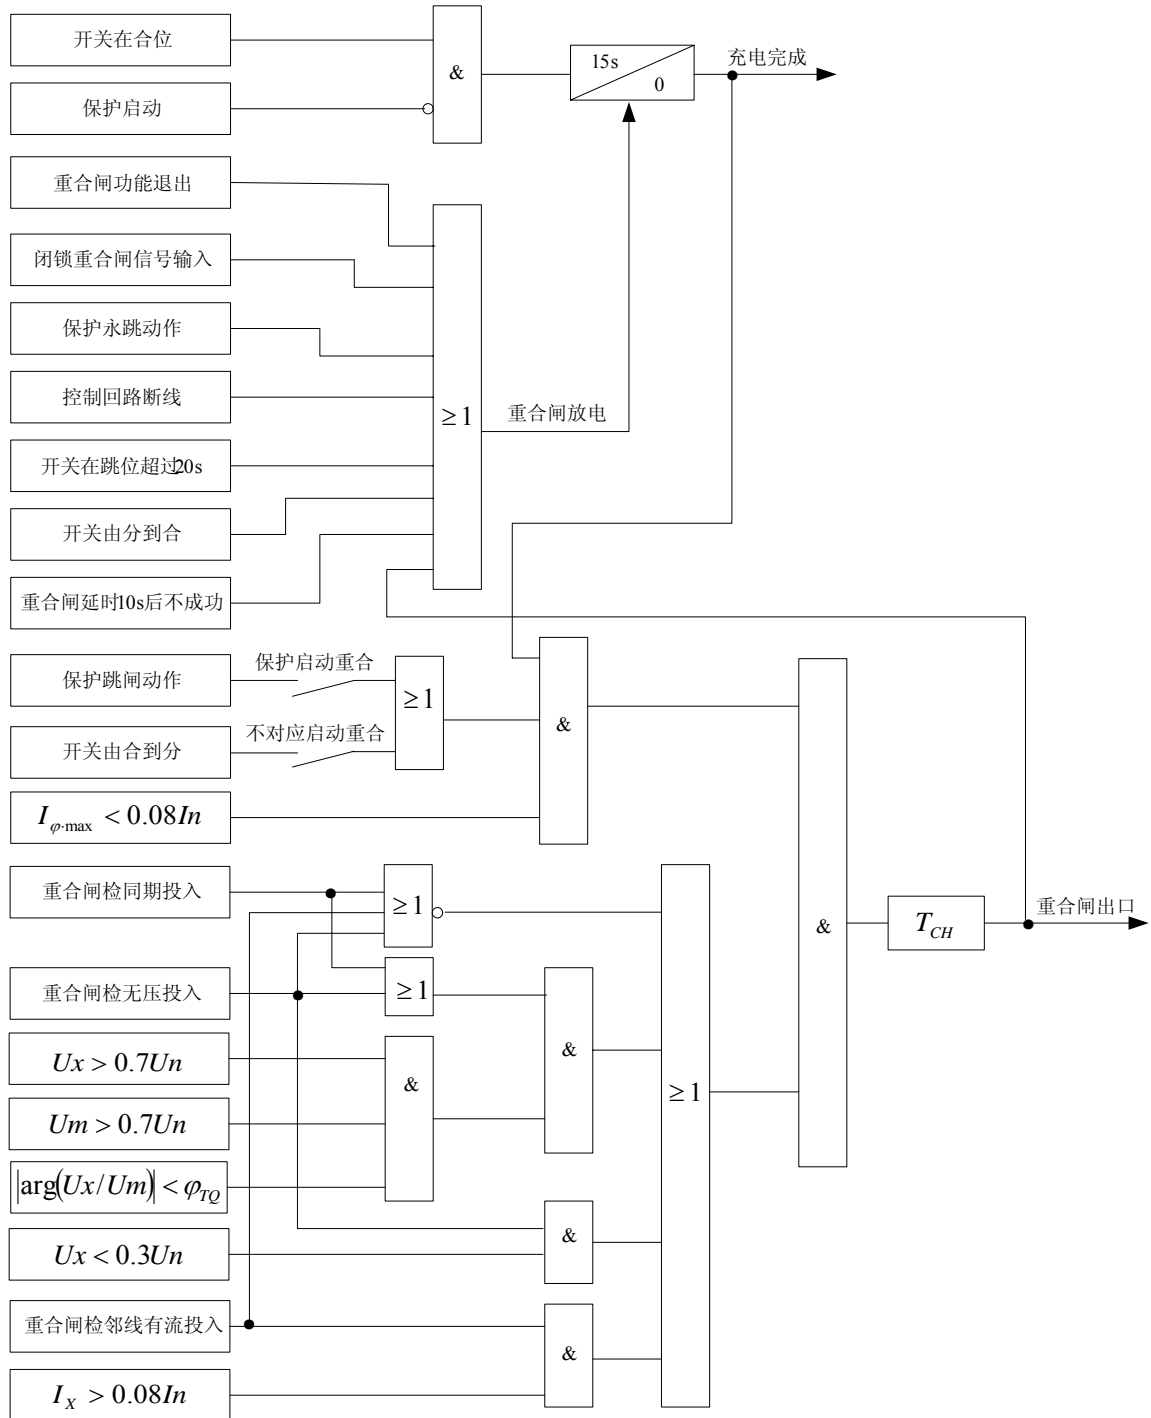 开关在合位
&
15s
0
充电完成
保护启动
重合闸功能退出
闭锁重合闸信号输入
保护永跳动作
控制回路断线
≥1
重合闸放电
开关在跳位超过20s
开关由分到合
重合闸延时10s后不成功
保护跳闸动作
保护启动重合
≥1
&
开关由合到分
不对应启动重合
Iφ·max < 0.08In
重合闸检同期投入
≥1
&
T_CH
重合闸出口
重合闸检无压投入
≥1
&
Ux > 0.7Un
&
≥1
Um > 0.7Un
|arg(Ux/Um)| < φ_TQ
Ux < 0.3Un
&
重合闸检邻线有流投入
&
I_X > 0.08In